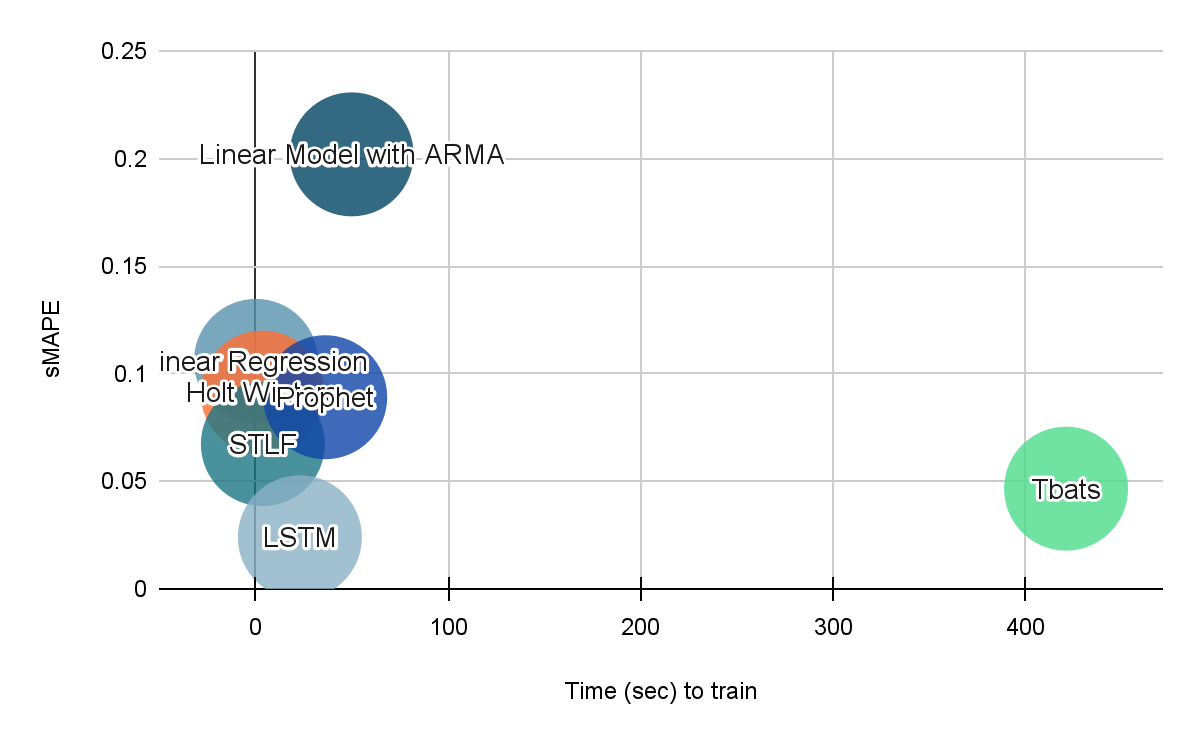 0.25
0.2
0.15
0.1
0.05
0
sMAPE
Linear Model with ARMA
inear Regression
Holt Winters
Prophet
STLF
LSTM
Tbats
0
100
200
300
400
Time (sec) to train